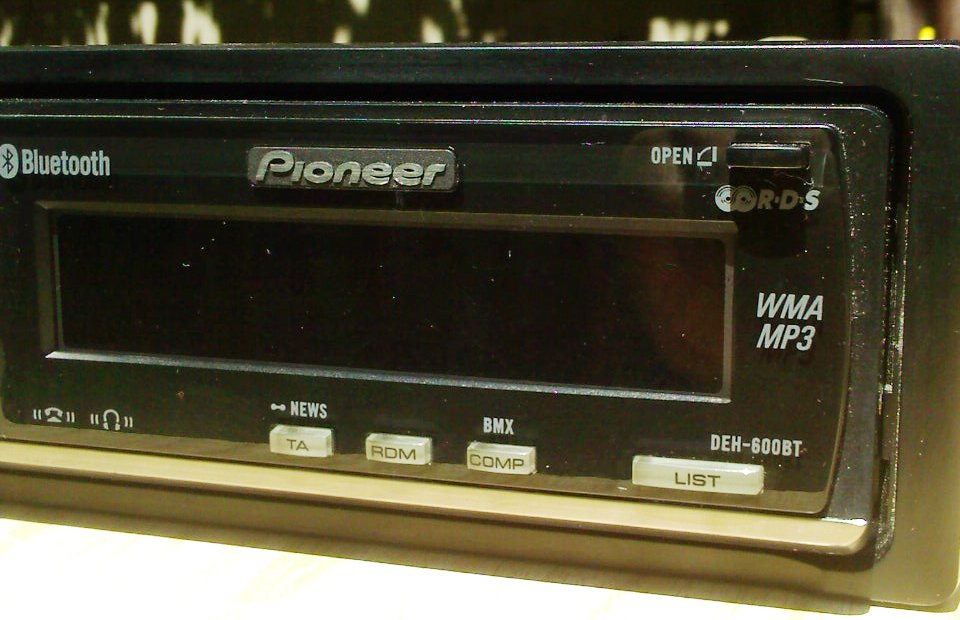 Bluetooth
Pioneer
OPEN
R·D·S
WMA
MP3
NEWS
BMX
TA
RDM
COMP
DEH-600BT
LIST